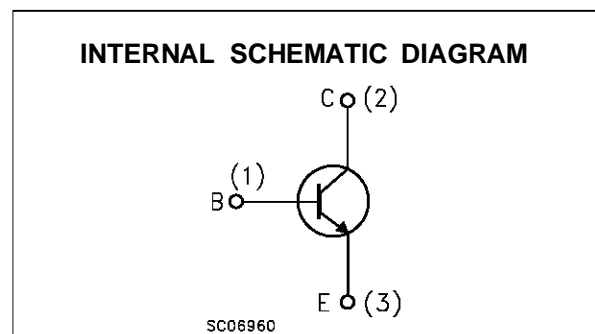 INTERNAL SCHEMATIC DIAGRAM
C (2)
(1)
B
E (3)
SC06960